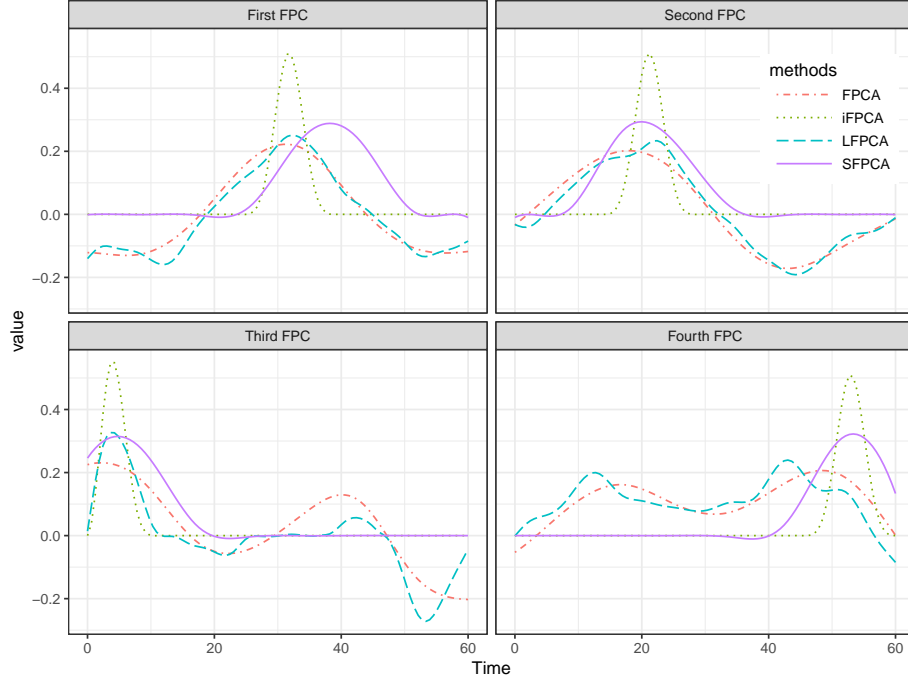 First FPC
Second FPC
methods
FPCA
iFPCA
LFPCA
SFPCA
0.4
0.2
0.0
−0.2
value
Third FPC
Fourth FPC
0.4
0.2
0.0
−0.2
0 20 40 60 0 20 40 60
Time